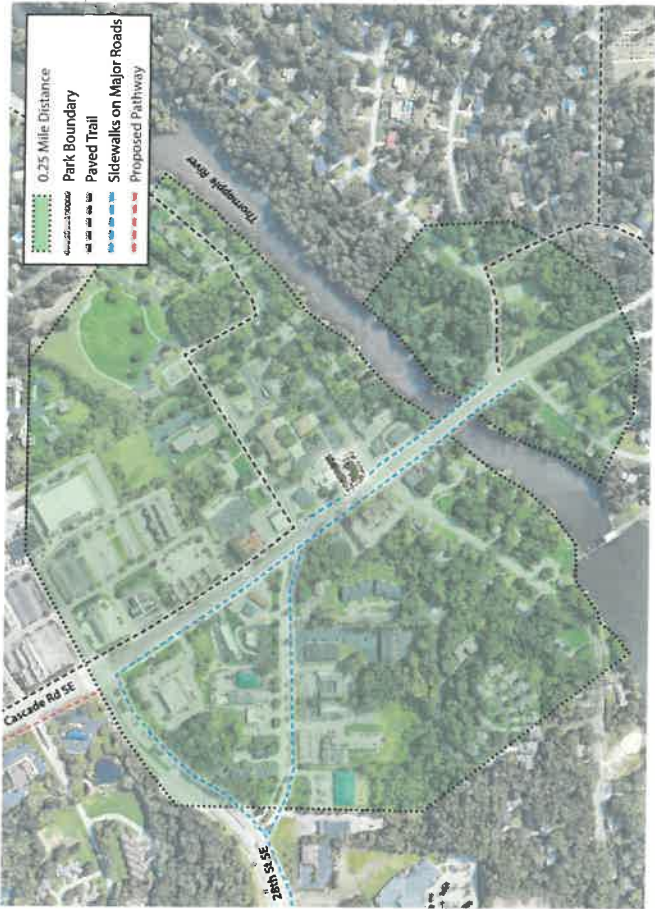 0.25 Mile Distance
Park Boundary
Paved Trail
Sidewalks on Major Roads
Proposed Pathway
Thornapple River
Cascade Rd SE
28th St SE